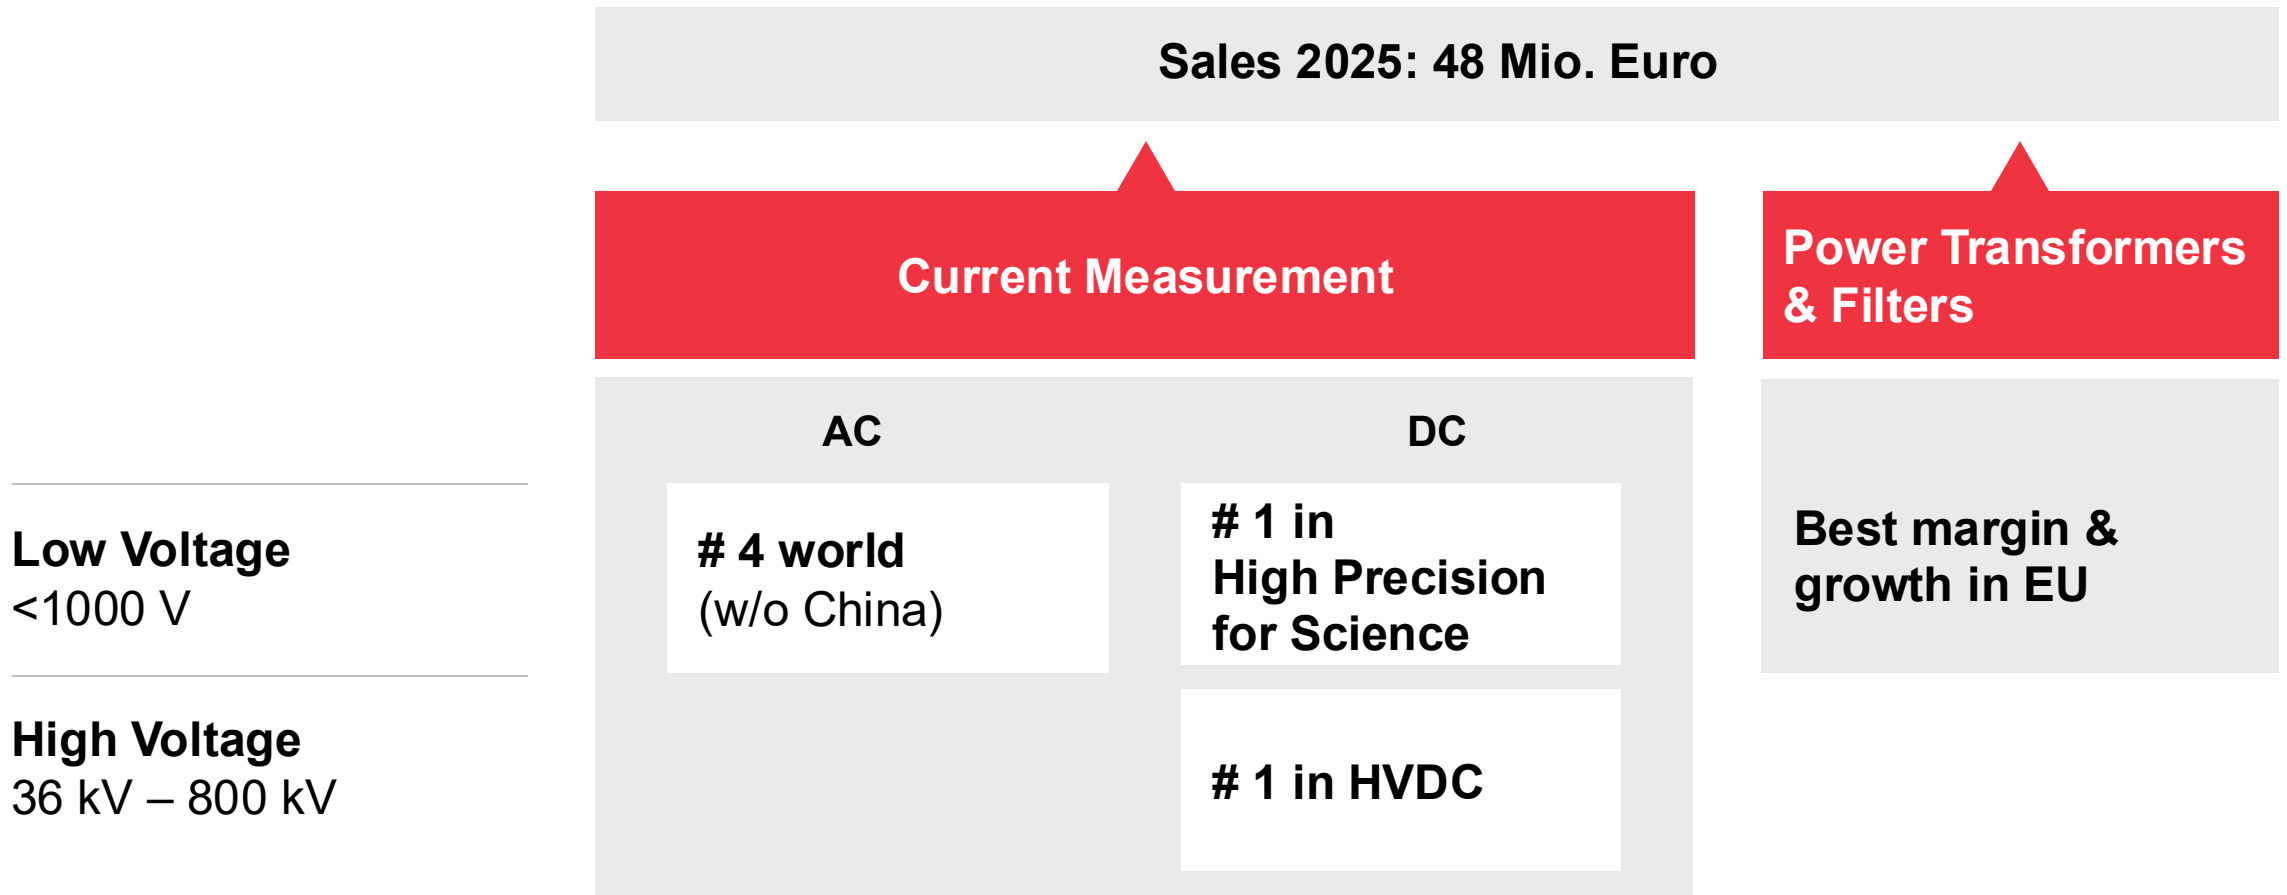 Sales 2025: 48 Mio. Euro
Current Measurement
Power Transformers
& Filters
AC
DC
Low Voltage
<1000 V
# 4 world
(w/o China)
# 1 in
High Precision
for Science
Best margin &
growth in EU
High Voltage
36 kV – 800 kV
# 1 in HVDC